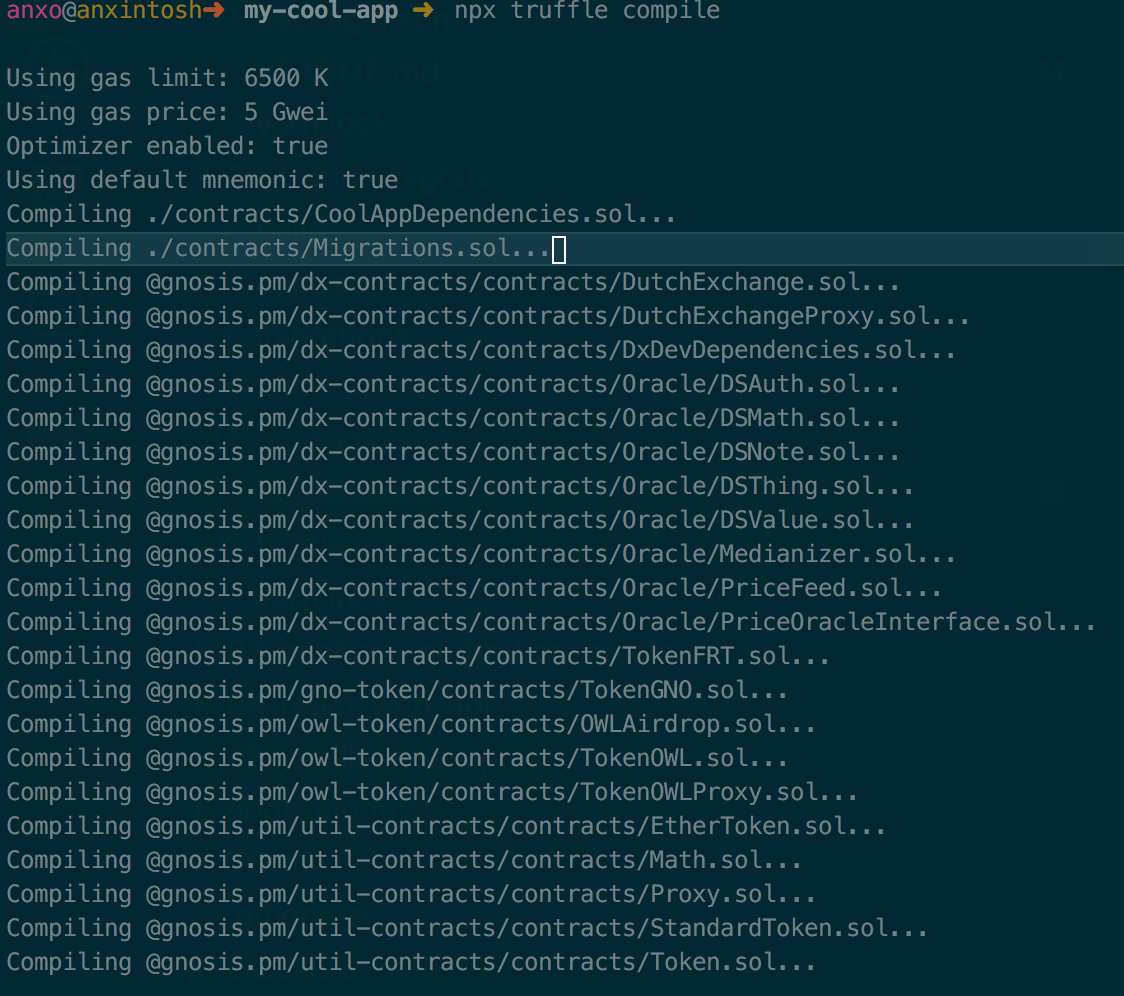 anxo@anxintosh➜ my-cool-app ➜ npx truffle compile
Using gas limit: 6500 K
Using gas price: 5 Gwei
Optimizer enabled: true
Using default mnemonic: true
Compiling ./contracts/CoolAppDependencies.sol...
Compiling ./contracts/Migrations.sol...
Compiling @gnosis.pm/dx-contracts/contracts/DutchExchange.sol...
Compiling @gnosis.pm/dx-contracts/contracts/DutchExchangeProxy.sol...
Compiling @gnosis.pm/dx-contracts/contracts/DxDevDependencies.sol...
Compiling @gnosis.pm/dx-contracts/contracts/Oracle/DSAuth.sol...
Compiling @gnosis.pm/dx-contracts/contracts/Oracle/DSMath.sol...
Compiling @gnosis.pm/dx-contracts/contracts/Oracle/DSNote.sol...
Compiling @gnosis.pm/dx-contracts/contracts/Oracle/DSThing.sol...
Compiling @gnosis.pm/dx-contracts/contracts/Oracle/DSValue.sol...
Compiling @gnosis.pm/dx-contracts/contracts/Oracle/Medianizer.sol...
Compiling @gnosis.pm/dx-contracts/contracts/Oracle/PriceFeed.sol...
Compiling @gnosis.pm/dx-contracts/contracts/Oracle/PriceOracleInterface.sol...
Compiling @gnosis.pm/dx-contracts/contracts/TokenFRT.sol...
Compiling @gnosis.pm/gno-token/contracts/TokenGNO.sol...
Compiling @gnosis.pm/owl-token/contracts/OWLAirdrop.sol...
Compiling @gnosis.pm/owl-token/contracts/TokenOWL.sol...
Compiling @gnosis.pm/owl-token/contracts/TokenOWLProxy.sol...
Compiling @gnosis.pm/util-contracts/contracts/EtherToken.sol...
Compiling @gnosis.pm/util-contracts/contracts/Math.sol...
Compiling @gnosis.pm/util-contracts/contracts/Proxy.sol...
Compiling @gnosis.pm/util-contracts/contracts/StandardToken.sol...
Compiling @gnosis.pm/util-contracts/contracts/Token.sol...